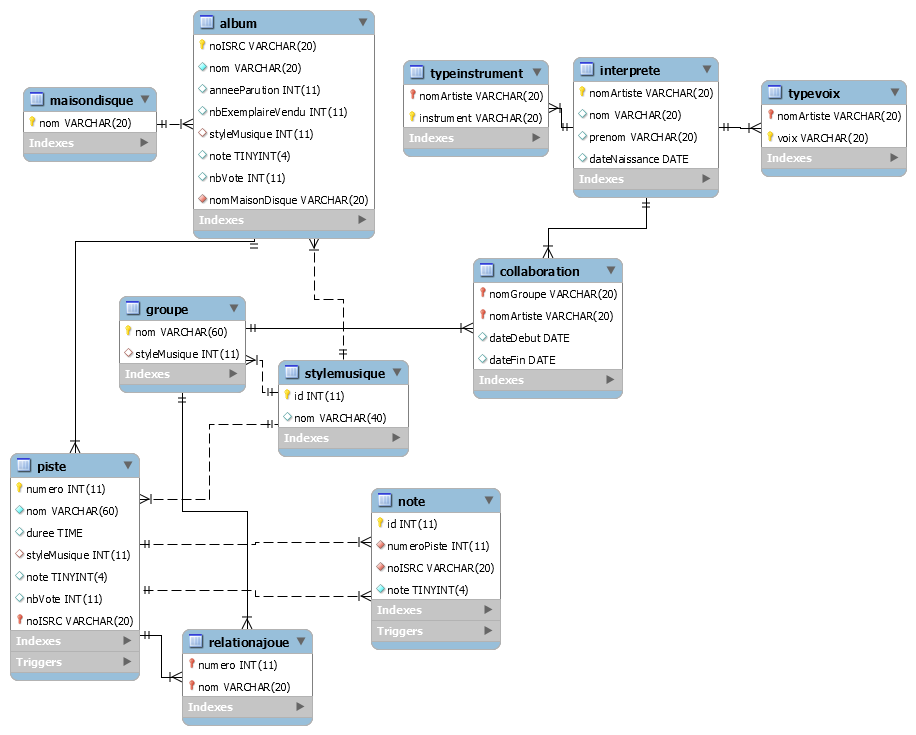 album
noISRC VARCHAR(20)
nom VARCHAR(20)
anneeParution INT(11)
nbExemplaireVendu INT(11)
styleMusique INT(11)
note TINYINT(4)
nbVote INT(11)
nomMaisonDisque VARCHAR(20)
Indexes
maisondisque
nom VARCHAR(20)
Indexes
typeinstrument
nomArtiste VARCHAR(20)
instrument VARCHAR(20)
Indexes
interprete
nomArtiste VARCHAR(20)
nom VARCHAR(20)
prenom VARCHAR(20)
dateNaissance DATE
Indexes
typevoix
nomArtiste VARCHAR(20)
voix VARCHAR(20)
Indexes
collaboration
nomGroupe VARCHAR(20)
nomArtiste VARCHAR(20)
dateDebut DATE
dateFin DATE
Indexes
groupe
nom VARCHAR(60)
styleMusique INT(11)
Indexes
stylemusique
id INT(11)
nom VARCHAR(40)
Indexes
piste
numero INT(11)
nom VARCHAR(60)
duree TIME
styleMusique INT(11)
note TINYINT(4)
nbVote INT(11)
noISRC VARCHAR(20)
Indexes
Triggers
note
id INT(11)
numeroPiste INT(11)
noISRC VARCHAR(20)
note TINYINT(4)
Indexes
Triggers
relationajoue
numero INT(11)
nom VARCHAR(20)
Indexes